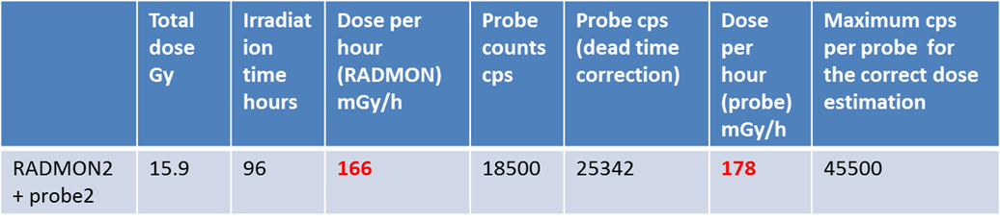 Total dose Gy
Irradiat ion time hours
Dose per hour (RADMON) mGy/h
Probe counts cps
Probe cps (dead time correction)
Dose per hour (probe) mGy/h
Maximum cps per probe for the correct dose estimation
RADMON2 + probe2
15.9
96
166
18500
25342
178
45500